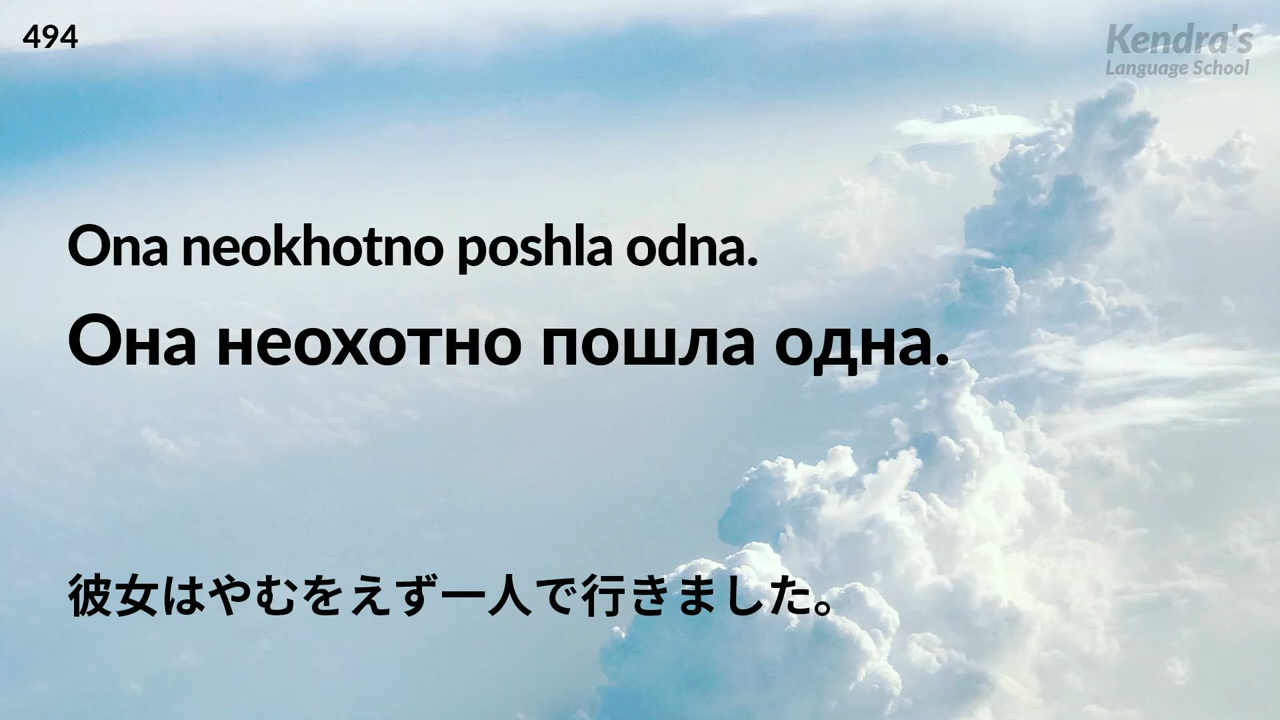 494
Kendra's
Language School
Ona neokhotno poshla odna.
Она неохотно пошла одна.
彼女はやむをえず一人で行きました。